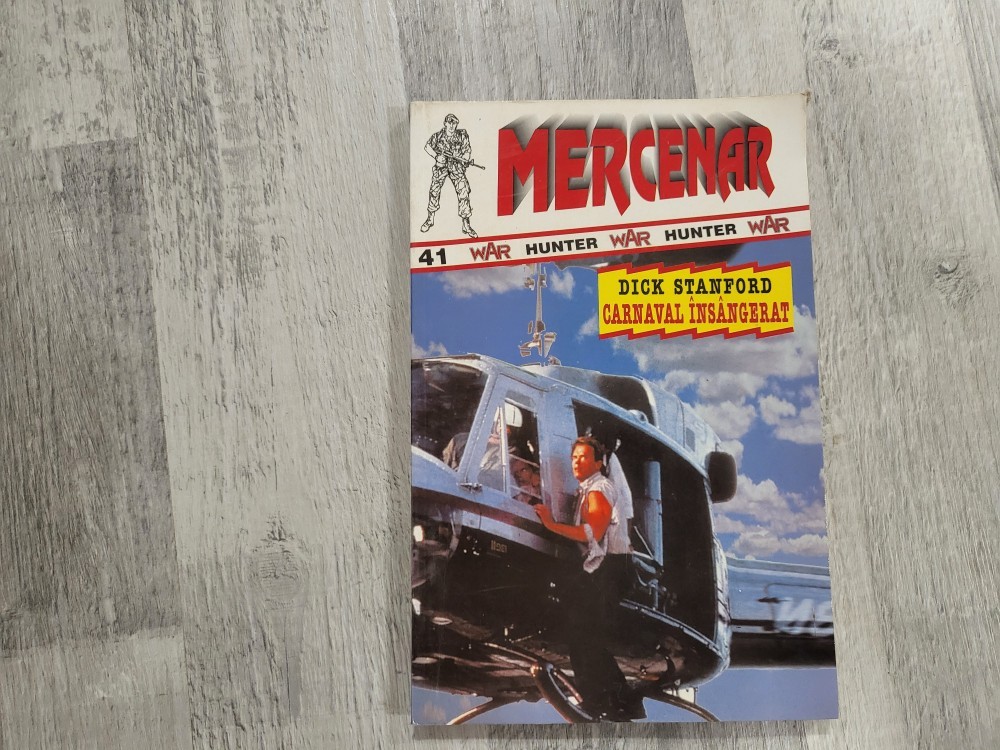 MERCENAR
41 WAR HUNTER WAR HUNTER WAR
DICK STANFORD
CARNAVAL ÎNSÂNGERAT